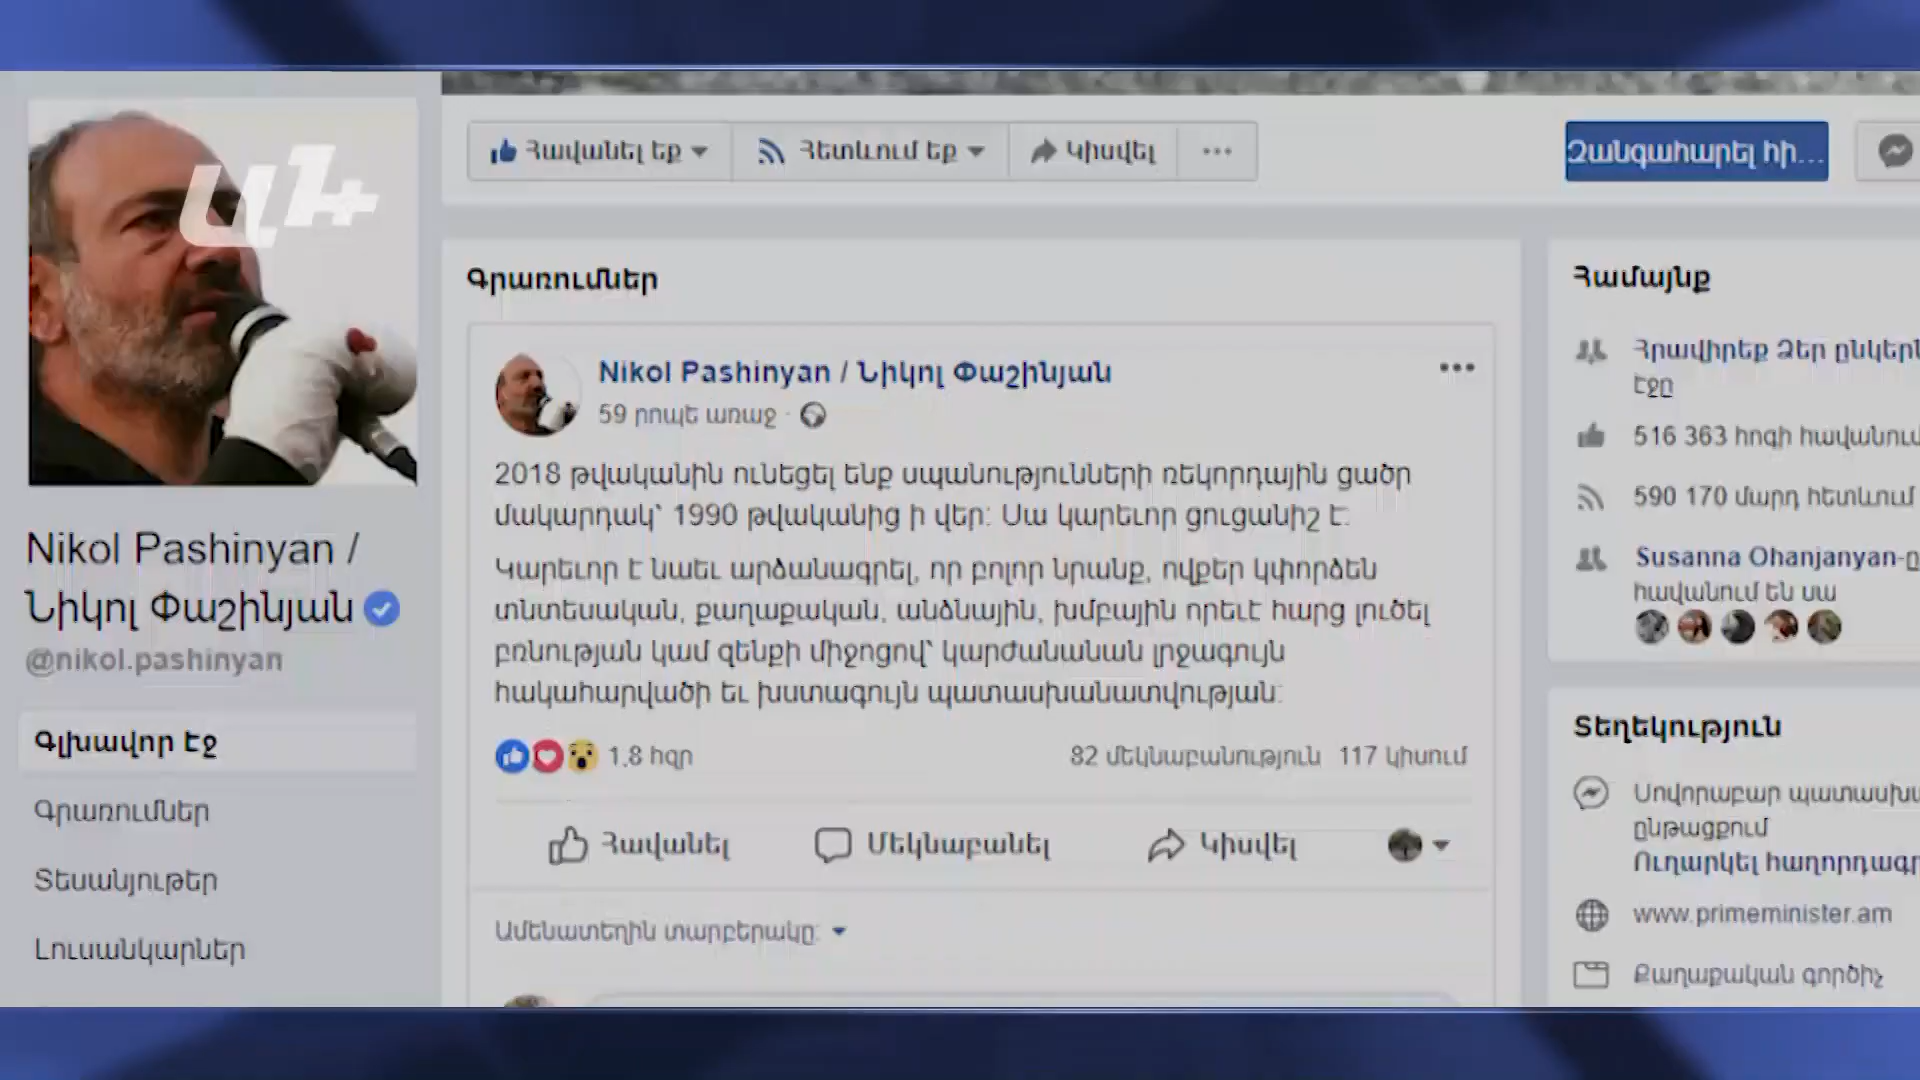 ԱՆ+
Nikol Pashinyan /
Նիկոլ Փաշինյան
@nikol.pashinyan
Գլխավոր էջ
Գրառումներ
Տեսանյութեր
Լուսանկարներ
Հավանել եք
Հետևում եք
Կիսվել
Զանգահարել հի...
Գրառումներ
Nikol Pashinyan / Նիկոլ Փաշինյան
59 րոպե առաջ ·
2018 թվականին ունեցել ենք սպանությունների ռեկորդային ցածր
մակարդակ՝ 1990 թվականից ի վեր: Սա կարեւոր ցուցանիշ է:
Կարեւոր է նաեւ արձանագրել, որ բոլոր նրանք, ովքեր կփորձեն
տնտեսական, քաղաքական, անձնային, խմբային որեւէ հարց լուծել
բռնության կամ զենքի միջոցով՝ կարժանանան լրջագույն
հակահարվածի եւ խստագույն պատասխանատվության:
1.8 հզր
82 մեկնաբանություն 117 կիսում
Հավանել
Մեկնաբանել
Կիսվել
Ամենատեղին տարբերակը:
Համայնք
Հրավիրեք Ձեր ընկերն
էջը
516 363 հոգի հավանում
590 170 մարդ հետևում
Susanna Ohanjanyan-ը
հավանում են սա
Տեղեկություն
Սովորաբար պատասխա
ընթացքում
Ուղարկել հաղորդագր
www.primeminister.am
Քաղաքական գործիչ